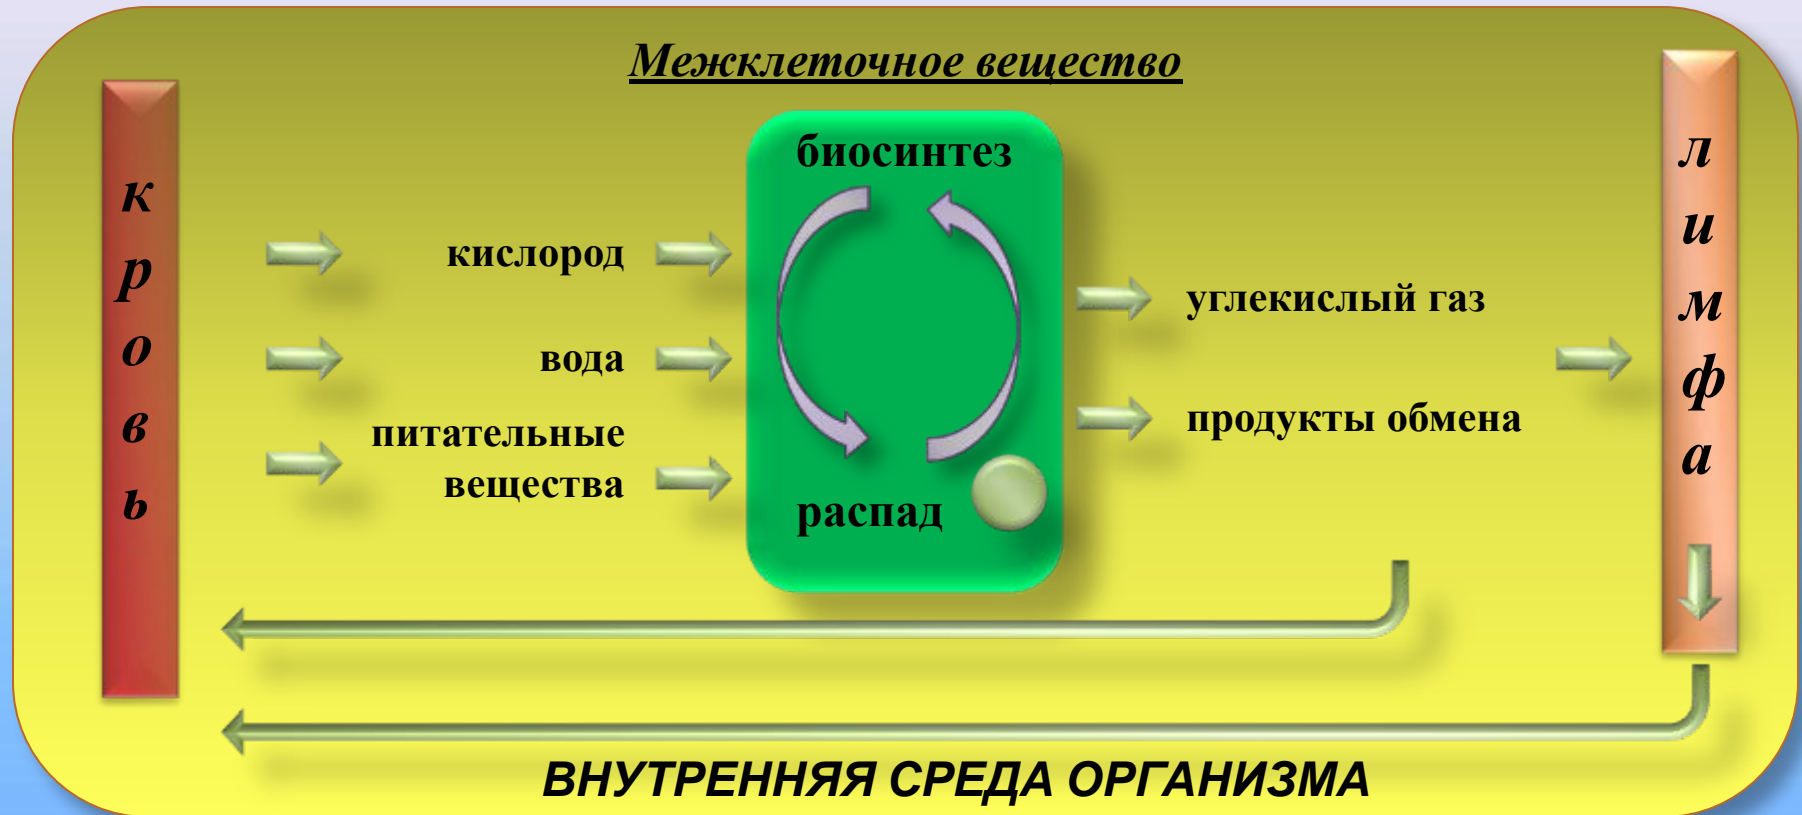 Межклеточное вещество
кровь
биосинтез
кислород
вода
питательные
вещества
распад
углекислый газ
продукты обмена
лимфа
ВНУТРЕННЯЯ СРЕДА ОРГАНИЗМА